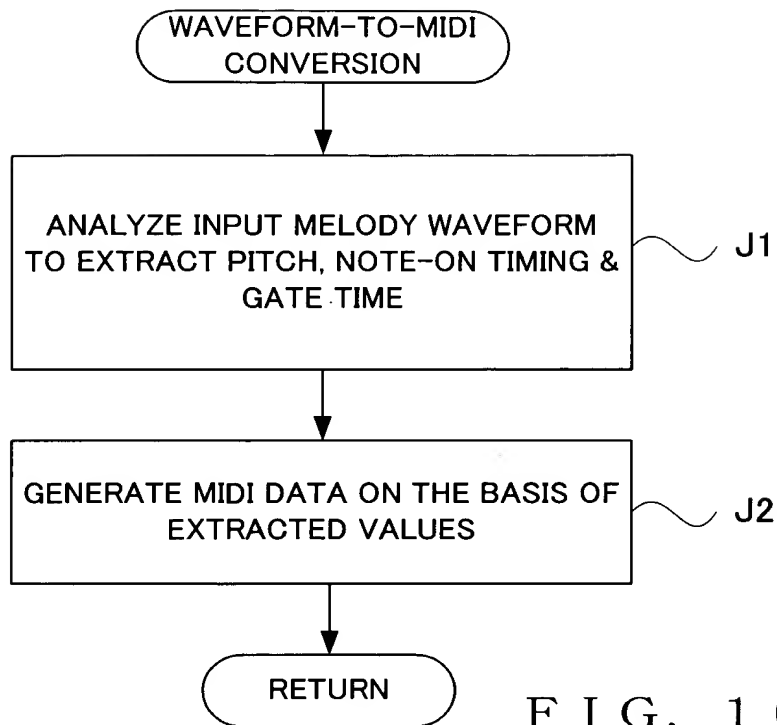 WAVEFORM-TO-MIDI
CONVERSION
ANALYZE INPUT MELODY WAVEFORM
TO EXTRACT PITCH, NOTE-ON TIMING &
GATE TIME
J1
GENERATE MIDI DATA ON THE BASIS OF
EXTRACTED VALUES
J2
RETURN
FIG.